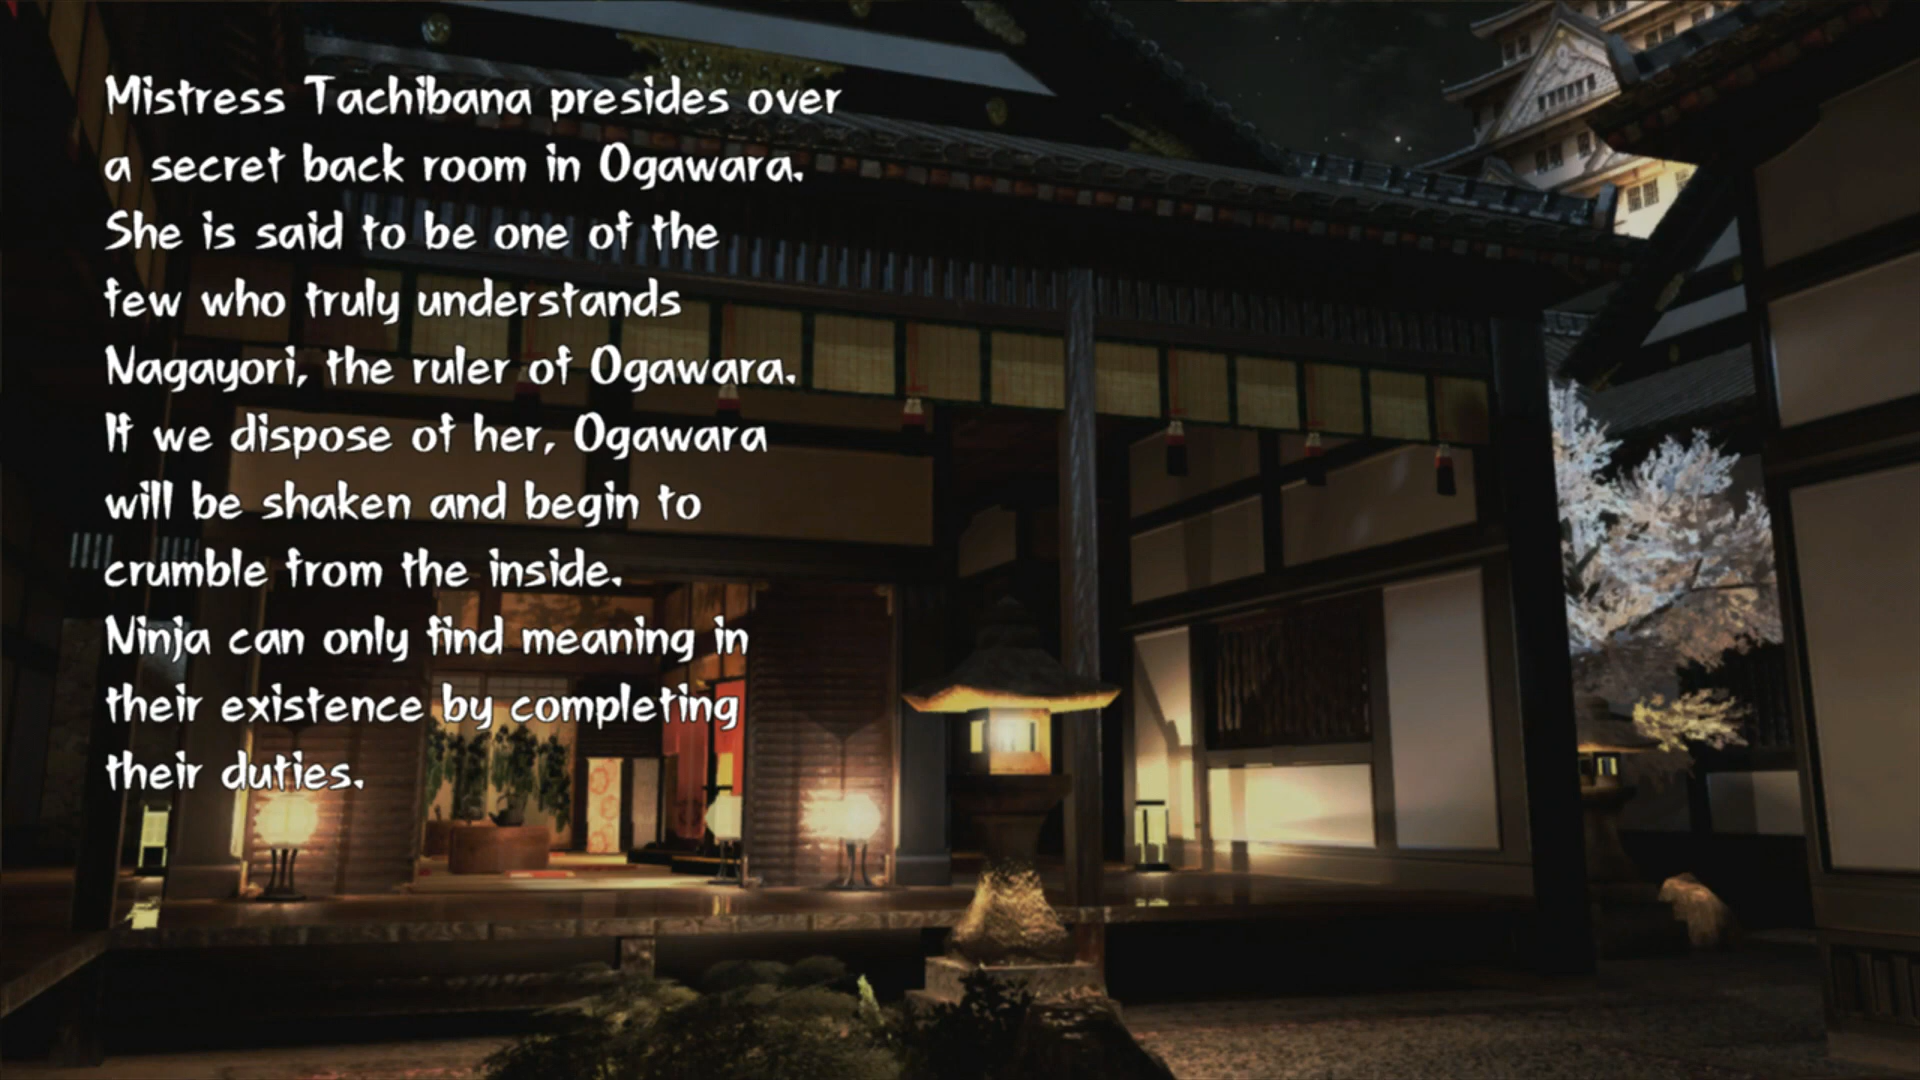 Mistress Tachibana presides over
a secret back room in Ogawara.
She is said to be one of the
few who truly understands
Nagayori, the ruler of Ogawara.
If we dispose of her, Ogawara
will be shaken and begin to
crumble from the inside.
Ninja can only find meaning in
their existence by completing
their duties.